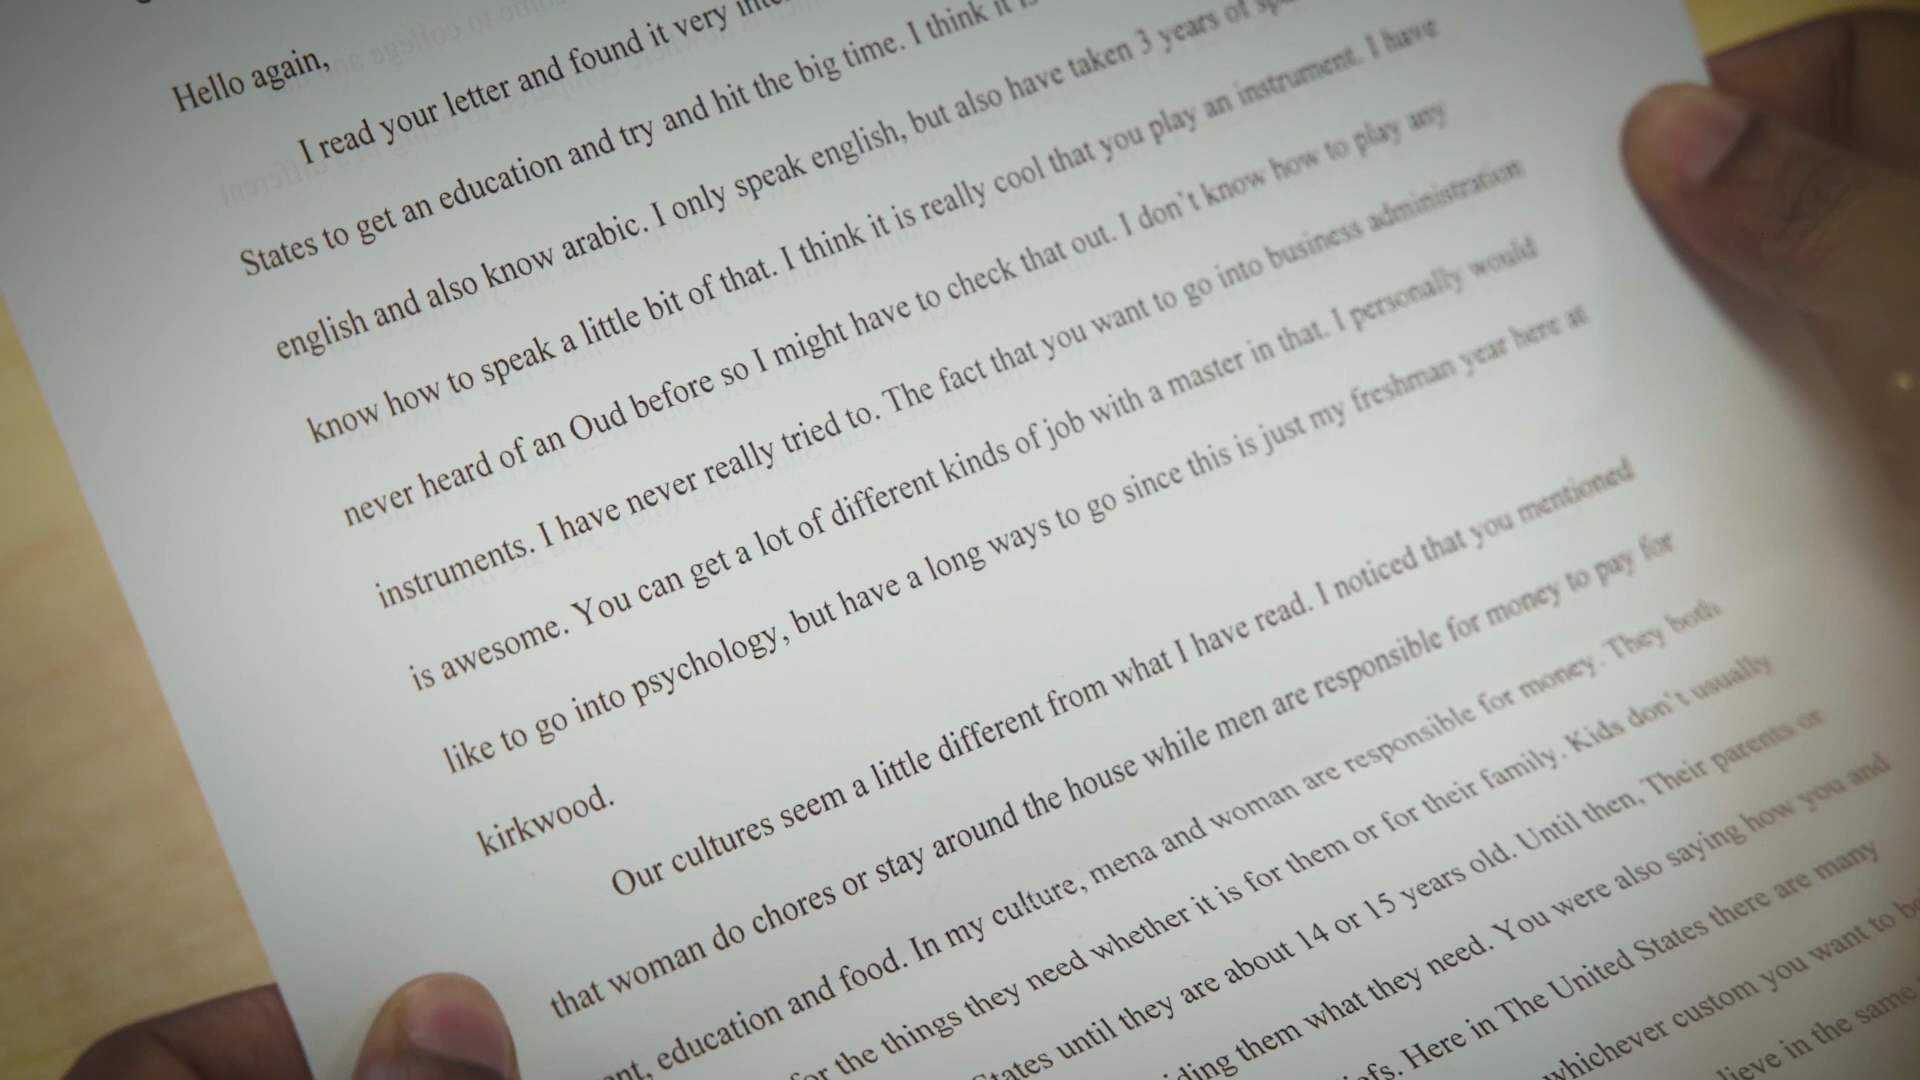 Hello again,
I read your letter and found it very
States to get an education and try and hit the big time. I think it
english and also know arabic. I only speak english, but also have taken 3 years of
know how to speak a little bit of that. I think it is really cool that you play an instrument. I have
never heard of an Oud before so I might have to check that out. I don't know how to play any
instruments. I have never really tried to. The fact that you want to go into business administration
is awesome. You can get a lot of different kinds of job with a master in that. I personally would
like to go into psychology, but have a long ways to go since this is just my freshman year here at
kirkwood.
Our cultures seem a little different from what I have read. I noticed that you mentioned
that woman do chores or stay around the house while men are responsible for money to pay for
education and food. In my culture, mena and woman are responsible for money. They both
the things they need whether it is for them or for their family. Kids don't usually
States until they are about 14 or 15 years old. Until then, Their parents or
them what they need. You were also saying how you and
Here in The United States there are many
whichever custom you want to
in the same